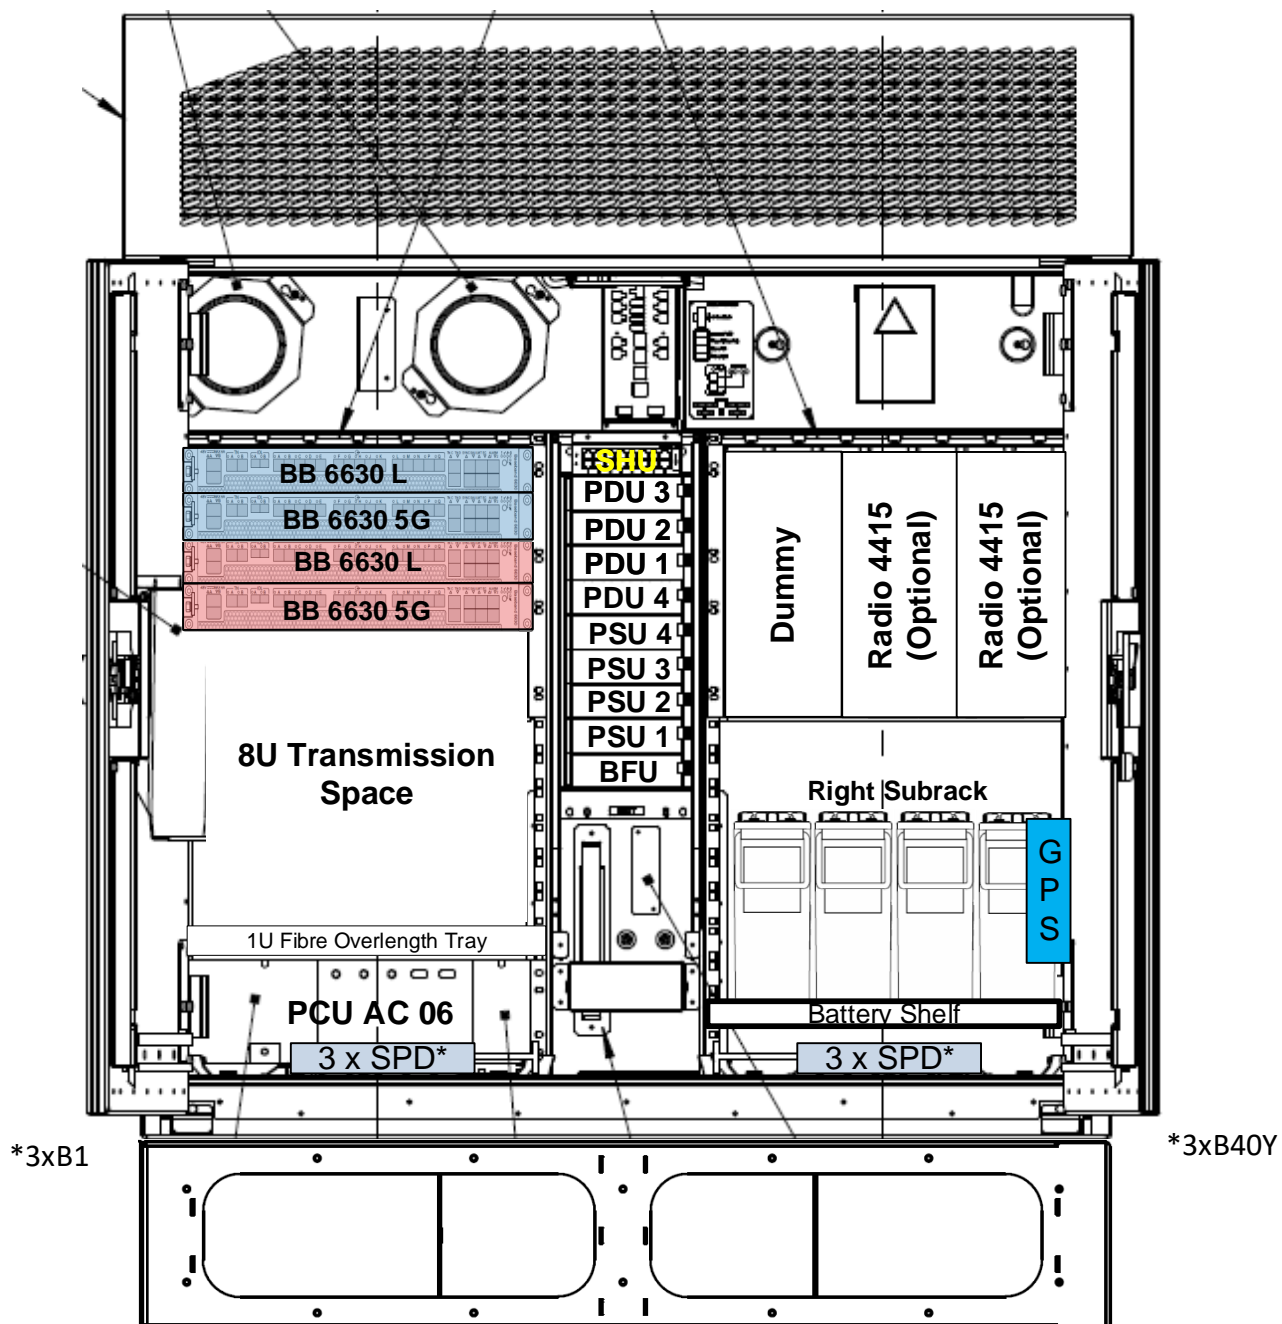 BB 6630 L
BB 6630 5G
BB 6630 L
BB 6630 5G
8U Transmission
Space
1U Fibre Overlength Tray
PCU AC 06
3 x SPD*
SHU
PDU 3
PDU 2
PDU 1
PDU 4
PSU 4
PSU 3
PSU 2
PSU 1
BFU
Dummy
Radio 4415
(Optional)
Radio 4415
(Optional)
Right Subrack
GPS
Battery Shelf
3 x SPD*
*3xB1
*3xB40Y